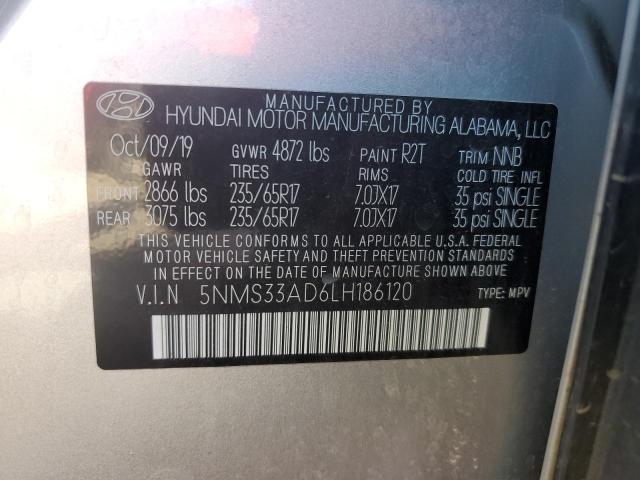 MANUFACTURED BY
HYUNDAI MOTOR MANUFACTURING ALABAMA, LLC
Oct/09/19 GVWR 4872 lbs PAINT R2T TRIM NNB
GAWR TIRES RIMS COLD TIRE INFL
FRONT 2866 lbs 235/65R17 7.0JX17 35 psi SINGLE
REAR 3075 lbs 235/65R17 7.0JX17 35 psi SINGLE
THIS VEHICLE CONFORMS TO ALL APPLICABLE U.S.A. FEDERAL
MOTOR VEHICLE SAFETY AND THEFT PREVENTION STANDARDS
IN EFFECT ON THE DATE OF MANUFACTURE SHOWN ABOVE.
V.I.N 5NMS33AD6LH186120 TYPE: MPV